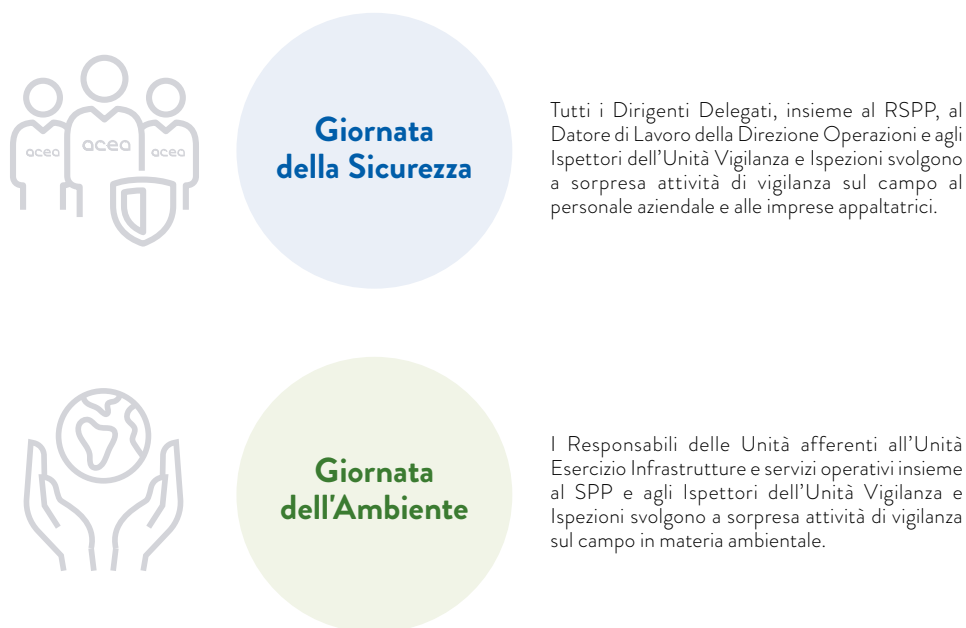 acea acea acea
Giornata
della Sicurezza
Tutti i Dirigenti Delegati, insieme al RSPP, al
Datore di Lavoro della Direzione Operazioni e agli
Ispettori dell’Unità Vigilanza e Ispezioni svolgono
a sorpresa attività di vigilanza sul campo al
personale aziendale e alle imprese appaltatrici.
Giornata
dell'Ambiente
I Responsabili delle Unità afferenti all’Unità
Esercizio Infrastrutture e servizi operativi insieme
al SPP e agli Ispettori dell’Unità Vigilanza e
Ispezioni svolgono a sorpresa attività di vigilanza
sul campo in materia ambientale.